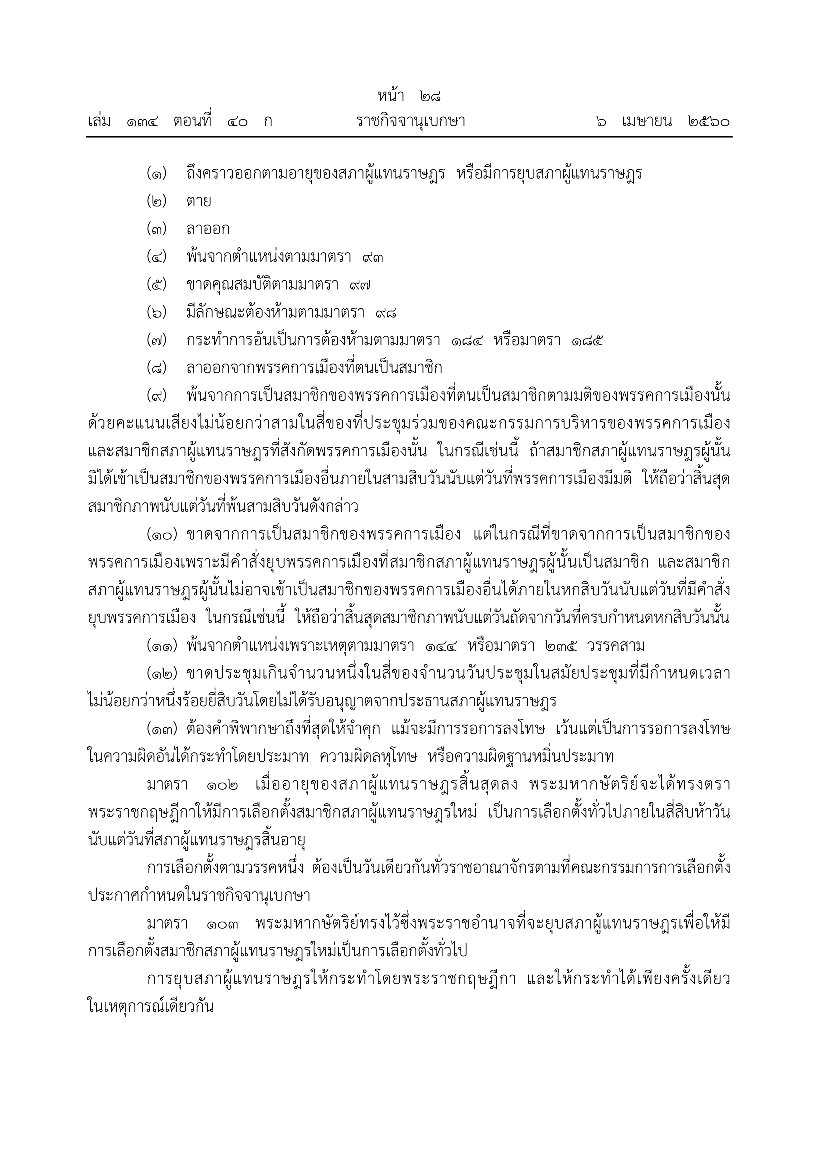 หน้า ๒๘
เล่ม ๑๓๔ ตอนที่ ๔๐ ก ราชกิจจานุเบกษา ๖ เมษายน ๒๕๖๐
(๑) ถึงคราวออกตามอายุของสภาผู้แทนราษฎร หรือมีการยุบสภาผู้แทนราษฎร
(๒) ตาย
(๓) ลาออก
(๔) พ้นจากตำแหน่งตามมาตรา ๙๓
(๕) ขาดคุณสมบัติตามมาตรา ๙๗
(๖) มีลักษณะต้องห้ามตามมาตรา ๙๘
(๗) กระทำการอันเป็นการต้องห้ามตามมาตรา ๑๘๔ หรือมาตรา ๑๘๕
(๘) ลาออกจากพรรคการเมืองที่ตนเป็นสมาชิก
(๙) พ้นจากการเป็นสมาชิกของพรรคการเมืองที่ตนเป็นสมาชิกตามมติของพรรคการเมืองนั้น
ด้วยคะแนนเสียงไม่น้อยกว่าสามในสี่ของที่ประชุมร่วมของคณะกรรมการบริหารของพรรคการเมือง
และสมาชิกสภาผู้แทนราษฎรที่สังกัดพรรคการเมืองนั้น ในกรณีเช่นนี้ ถ้าสมาชิกสภาผู้แทนราษฎรผู้นั้น
มิได้เข้าเป็นสมาชิกของพรรคการเมืองอื่นภายในสามสิบวันนับแต่วันที่พรรคการเมืองมีมติ ให้ถือว่าสิ้นสุด
สมาชิกภาพนับแต่วันที่พ้นสามสิบวันดังกล่าว
(๑๐) ขาดจากการเป็นสมาชิกของพรรคการเมือง แต่ในกรณีที่ขาดจากการเป็นสมาชิกของ
พรรคการเมืองเพราะมีคำสั่งยุบพรรคการเมืองที่สมาชิกสภาผู้แทนราษฎรผู้นั้นเป็นสมาชิก และสมาชิก
สภาผู้แทนราษฎรผู้นั้นไม่อาจเข้าเป็นสมาชิกของพรรคการเมืองอื่นได้ภายในหกสิบวันนับแต่วันที่มีคำสั่ง
ยุบพรรคการเมือง ในกรณีเช่นนี้ ให้ถือว่าสิ้นสุดสมาชิกภาพนับแต่วันถัดจากวันที่ครบกำหนดหกสิบวันนั้น
(๑๑) พ้นจากตำแหน่งเพราะเหตุตามมาตรา ๑๔๔ หรือมาตรา ๒๓๕ วรรคสาม
(๑๒) ขาดประชุมเกินจำนวนหนึ่งในสี่ของจำนวนวันประชุมในสมัยประชุมที่มีกำหนดเวลา
ไม่น้อยกว่าหนึ่งร้อยยี่สิบวันโดยไม่ได้รับอนุญาตจากประธานสภาผู้แทนราษฎร
(๑๓) ต้องคำพิพากษาถึงที่สุดให้จำคุก แม้จะมีการรอการลงโทษ เว้นแต่เป็นการรอการลงโทษ
ในความผิดอันได้กระทำโดยประมาท ความผิดลหุโทษ หรือความผิดฐานหมิ่นประมาท
มาตรา ๑๐๒ เมื่ออายุของสภาผู้แทนราษฎรสิ้นสุดลง พระมหากษัตริย์จะได้ทรงตรา
พระราชกฤษฎีกาให้มีการเลือกตั้งสมาชิกสภาผู้แทนราษฎรใหม่ เป็นการเลือกตั้งทั่วไปภายในสี่สิบห้าวัน
นับแต่วันที่สภาผู้แทนราษฎรสิ้นอายุ
การเลือกตั้งตามวรรคหนึ่ง ต้องเป็นวันเดียวกันทั่วราชอาณาจักรตามที่คณะกรรมการการเลือกตั้ง
ประกาศกำหนดในราชกิจจานุเบกษา
มาตรา ๑๐๓ พระมหากษัตริย์ทรงไว้ซึ่งพระราชอำนาจที่จะยุบสภาผู้แทนราษฎรเพื่อให้มี
การเลือกตั้งสมาชิกสภาผู้แทนราษฎรใหม่เป็นการเลือกตั้งทั่วไป
การยุบสภาผู้แทนราษฎรให้กระทำโดยพระราชกฤษฎีกา และให้กระทำได้เพียงครั้งเดียว
ในเหตุการณ์เดียวกัน